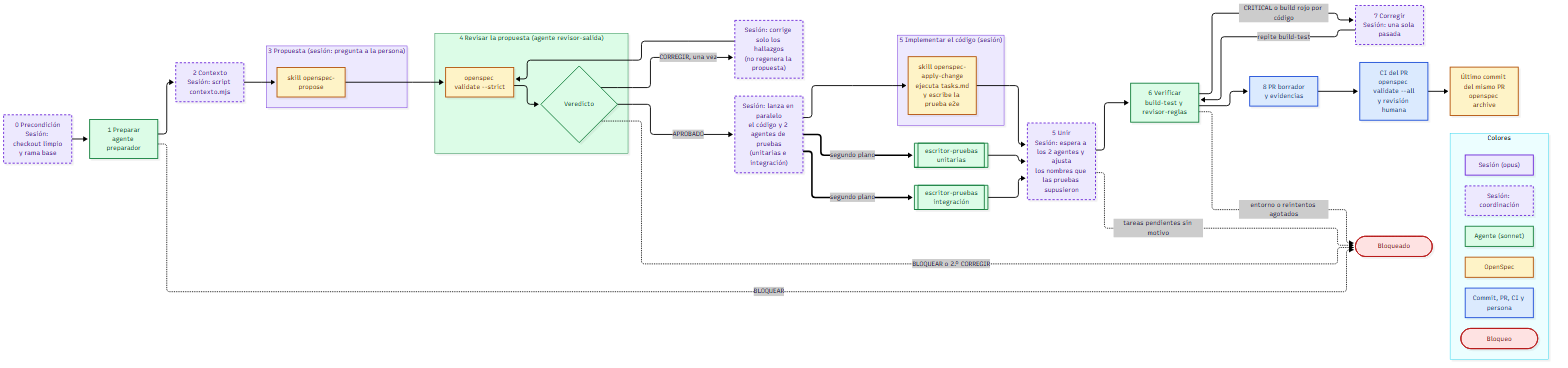 0 Precondición
Sesión:
checkout limpio
y rama base
1 Preparar
agente
preparador
2 Contexto
Sesión: script
contexto.mjs
3 Propuesta (sesión: pregunta a la persona)
skill openspec-
propose
4 Revisar la propuesta (agente revisor-salida)
openspec
validate --strict
Veredicto
CORREGIR, una vez
APROBADO
Sesión: corrige
solo los
hallazgos
(no regenera la
propuesta)
Sesión: lanza en
paralelo
el código y 2
agentes de
pruebas
(unitarias e
integración)
5 Implementar el código (sesión)
skill openspec-
apply-change
ejecuta tasks.md
y escribe la
prueba e2e
segundo plano
escritor-pruebas
unitarias
segundo plano
escritor-pruebas
integración
5 Unir
Sesión: espera a
los 2 agentes y
ajusta
los nombres que
las pruebas
supusieron
6 Verificar
build-test y
revisor-reglas
CRITICAL o build rojo por
código
repite build-test
7 Corregir
Sesión: una sola
pasada
8 PR borrador
y evidencias
CI del PR
openspec
validate --all
y revisión
humana
Último commit
del mismo PR
openspec
archive
entorno o reintentos
agotados
tareas pendientes sin
motivo
BLOQUEAR o 2.º CORREGIR
BLOQUEAR
Bloqueado
Colores
Sesión (opus)
Sesión:
coordinación
Agente (sonnet)
OpenSpec
Commit, PR, CI y
persona
Bloqueo